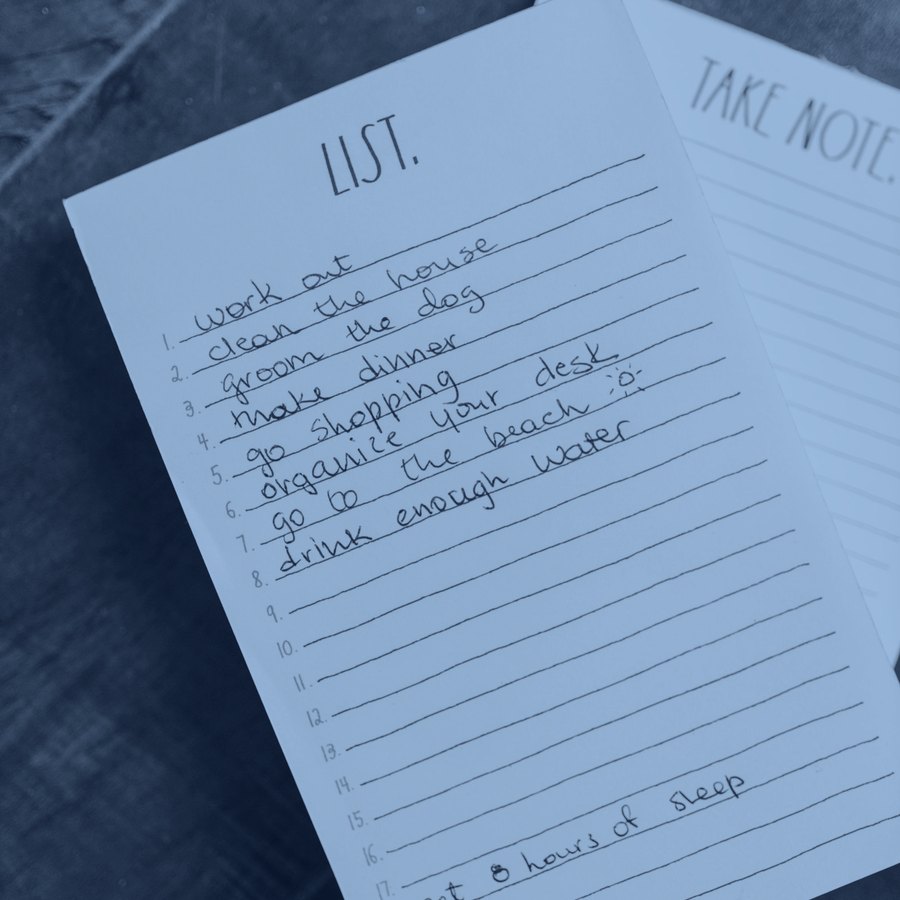 LIST.
1. work out
2. clean the house
3. groom the dog
4. make dinner
5. go shopping
6. organize your desk
7. go to the beach
8. drink enough water
9.
10.
11.
12.
13.
14.
15.
16.
17.
8 hours of sleep
TAKE NOTE.